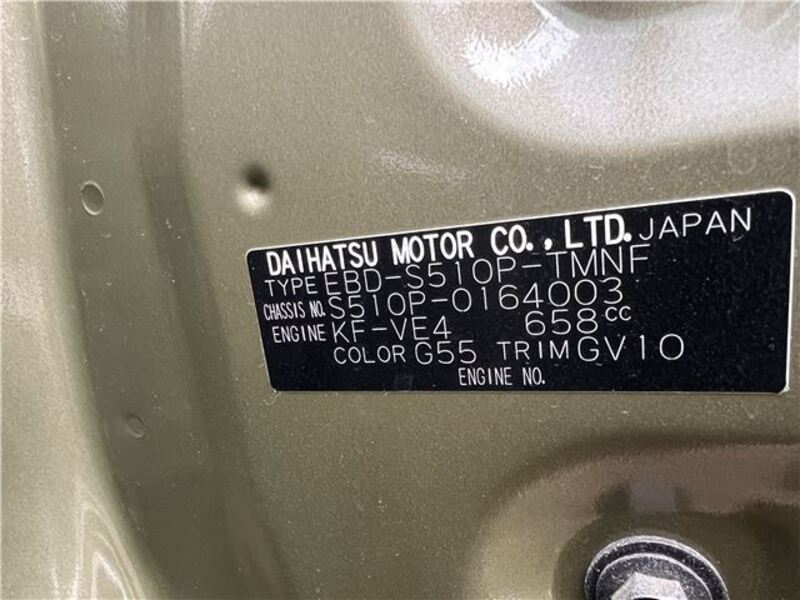 DAIHATSU MOTOR CO., LTD. JAPAN
TYPE EBD-S510P-TMNF
CHASSIS NO. S510P-0164003
ENGINE KF-VE4 658cc
COLOR G55 TRIM GV10
ENGINE NO.